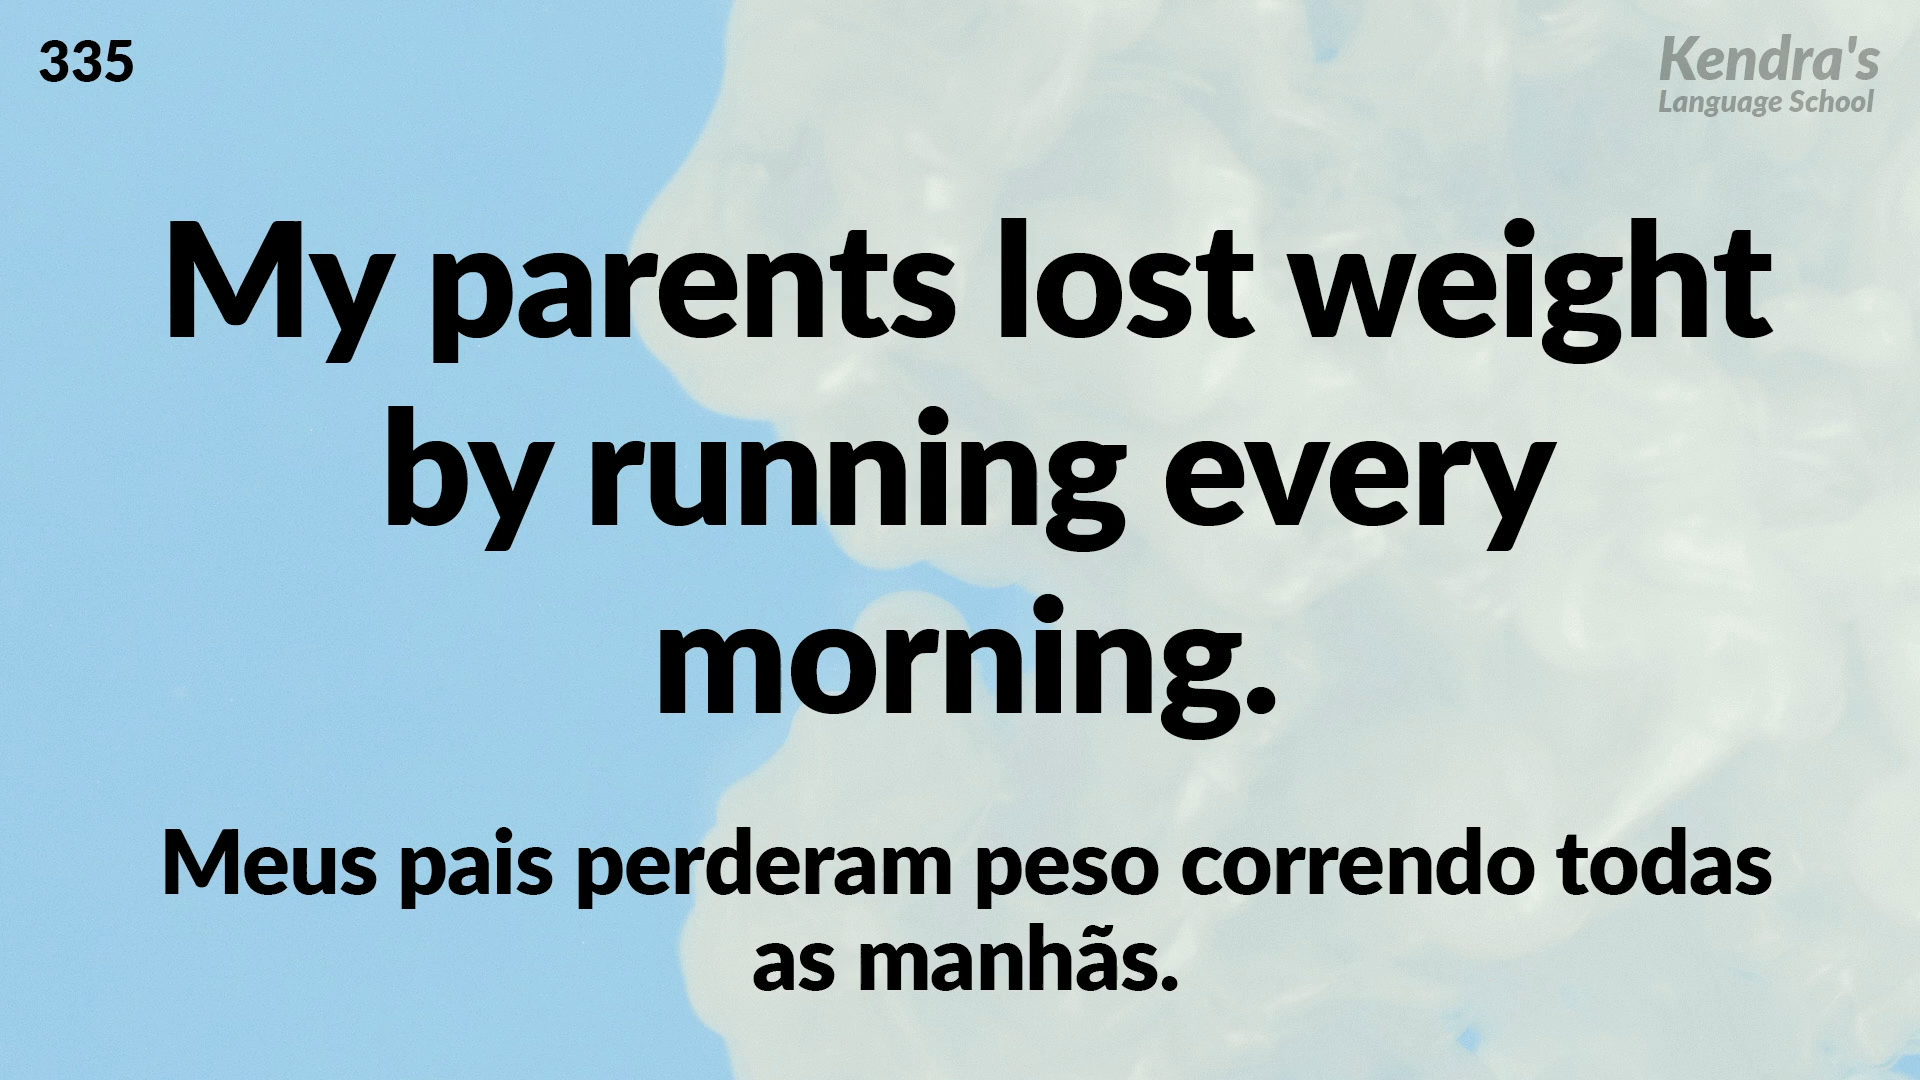 335
Kendra's
Language School
My parents lost weight
by running every
morning.
Meus pais perderam peso correndo todas
as manhãs.